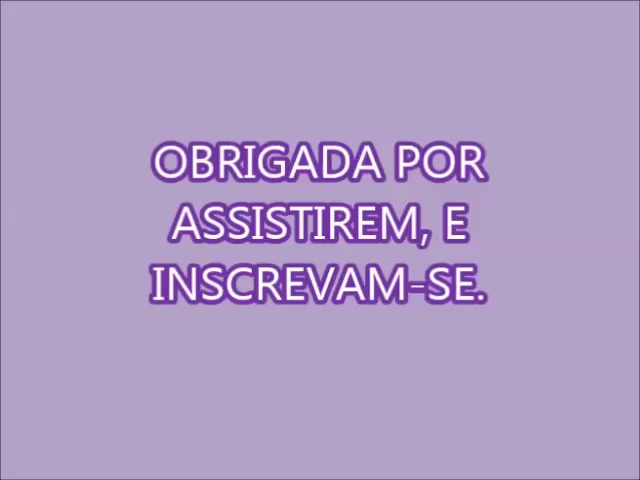 OBRIGADA POR
ASSISTIREM, E
INSCREVAM-SE.